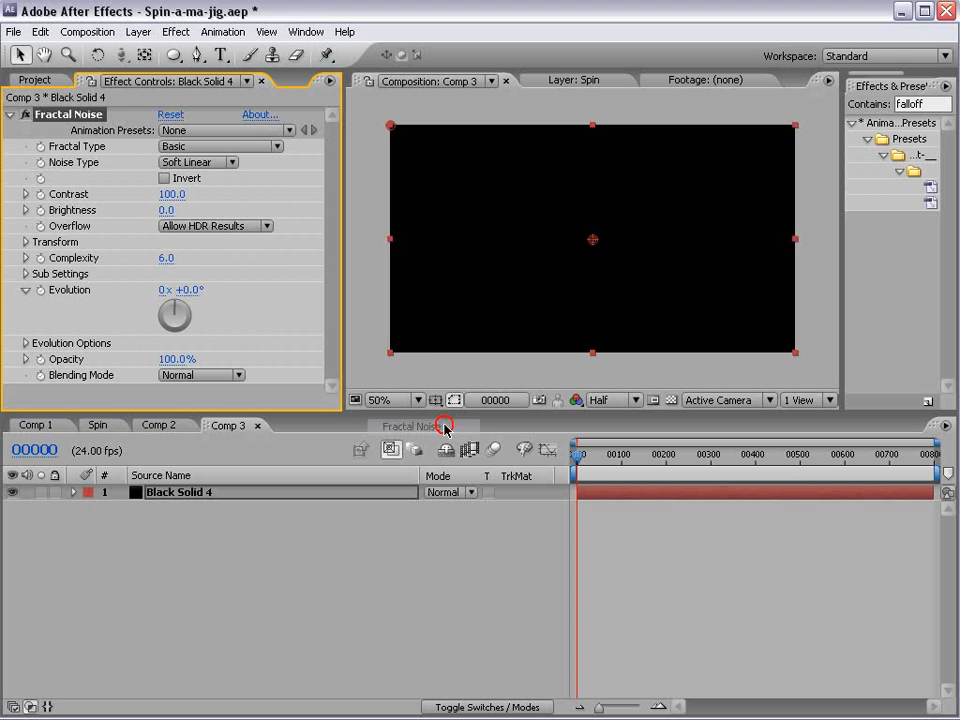 Adobe After Effects - Spin-a-ma-jig.aep *
File Edit Composition Layer Effect Animation View Window Help
Workspace: Standard
Project Effect Controls: Black Solid 4
Composition: Comp 3 Layer: Spin Footage: (none)
Effects & Prese
Comp 3 * Black Solid 4
Contains: falloff
Fractal Noise Reset About...
* Anima...Presets
Animation Presets: None
Presets
Fractal Type Basic
...t-__
Noise Type Soft Linear
Invert
Contrast 100.0
Brightness 0.0
Overflow Allow HDR Results
Transform
Complexity 6.0
Sub Settings
Evolution 0 x +0.0°
Evolution Options
Opacity 100.0%
Blending Mode Normal
50% 00000 Half Active Camera 1 View
Comp 1 Spin Comp 2 Comp 3
Fractal Noise
00000 (24.00 fps)
00100 00200 00300 00400 00500 00600 00700 0080
# Source Name Mode T TrkMat
1 Black Solid 4 Normal
Toggle Switches / Modes